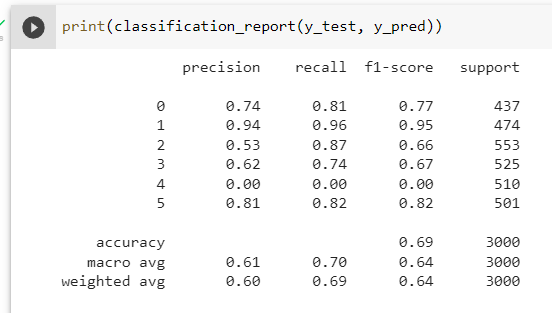 print(classification_report(y_test, y_pred))
precision recall f1-score support
0 0.74 0.81 0.77 437
1 0.94 0.96 0.95 474
2 0.53 0.87 0.66 553
3 0.62 0.74 0.67 525
4 0.00 0.00 0.00 510
5 0.81 0.82 0.82 501
accuracy 0.69 3000
macro avg 0.61 0.70 0.64 3000
weighted avg 0.60 0.69 0.64 3000